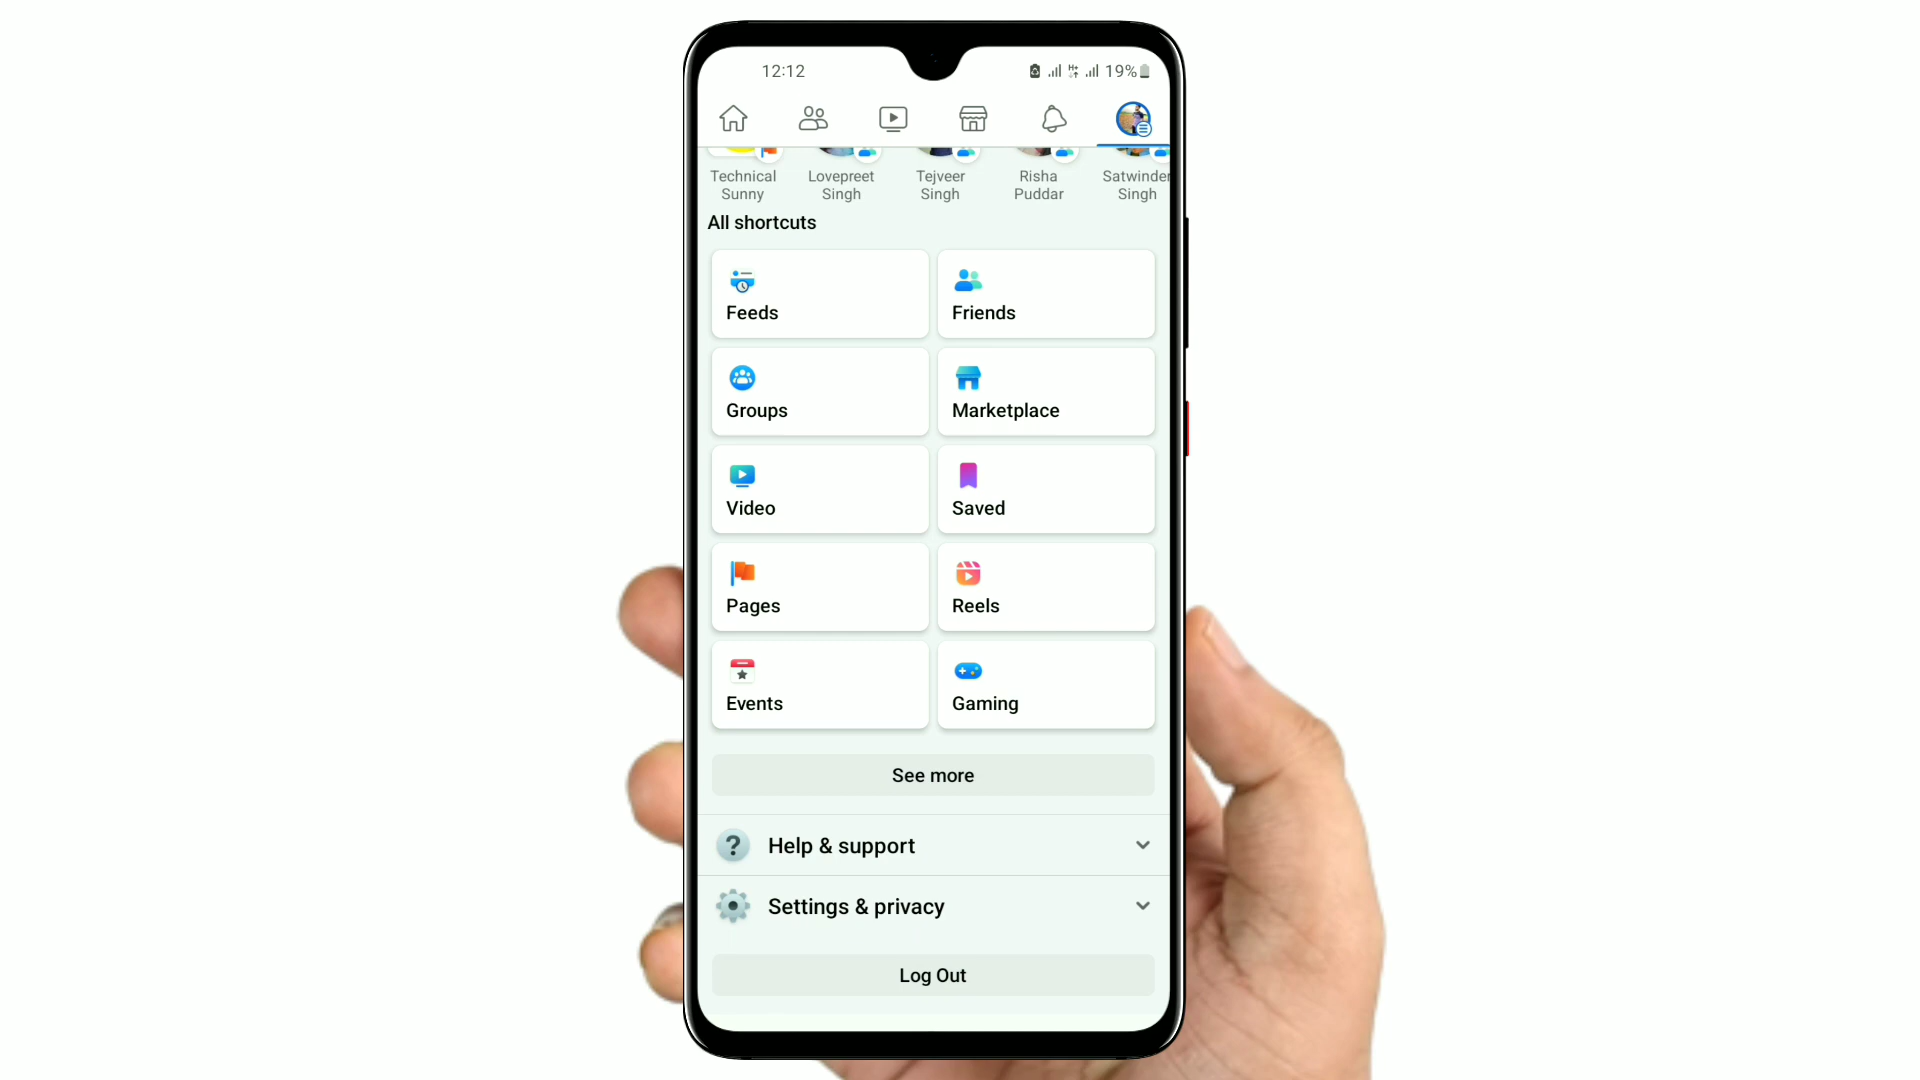 12:12
19%
Technical Sunny
Lovepreet Singh
Tejveer Singh
Risha Puddar
Satwinder Singh
All shortcuts
Feeds
Friends
Groups
Marketplace
Video
Saved
Pages
Reels
Events
Gaming
See more
Help & support
Settings & privacy
Log Out